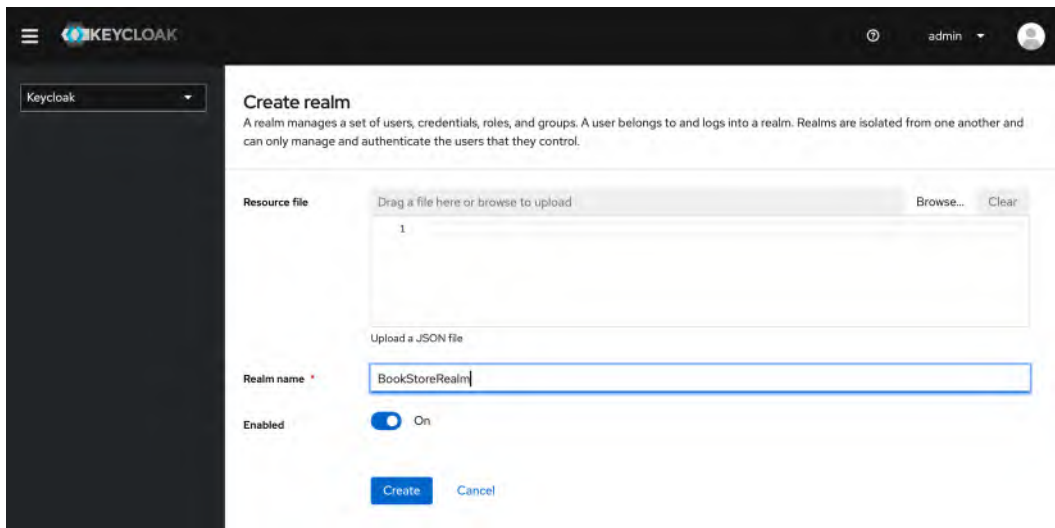 KEYCLOAK
admin
Keycloak
Create realm
A realm manages a set of users, credentials, roles, and groups. A user belongs to and logs into a realm. Realms are isolated from one another and
can only manage and authenticate the users that they control.
Resource file
Drag a file here or browse to upload
Browse...
Clear
1
Upload a JSON file
Realm name *
BookStoreRealm
Enabled
On
Create
Cancel